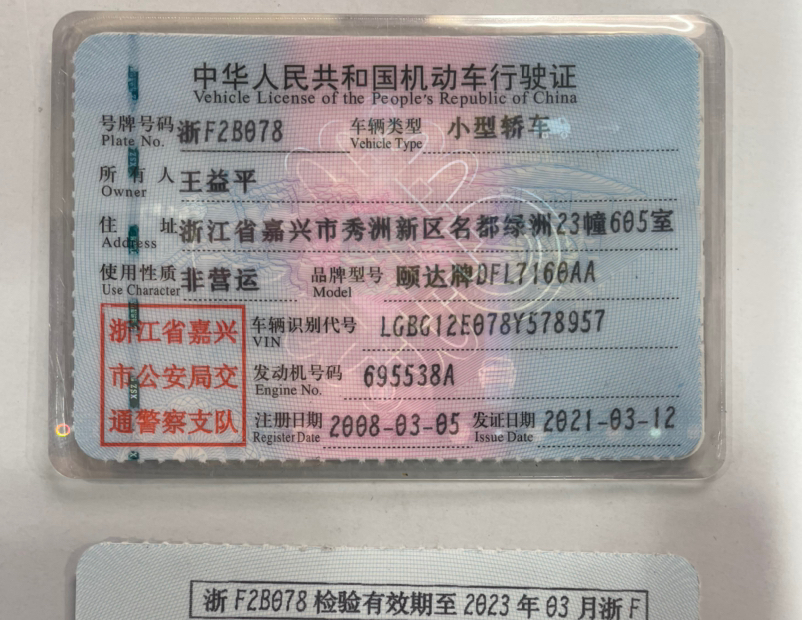 中华人民共和国机动车行驶证
Vehicle License of the People's Republic of China
号牌号码 浙F2B078 车辆类型 小型轿车
Plate No. Vehicle Type
所有人 王益平
Owner
住址 浙江省嘉兴市秀洲新区名都绿洲23幢605室
Address
使用性质 非营运 品牌型号 颐达牌DFL7160AA
Use Character Model
浙江省嘉兴
市公安局交
通警察支队
车辆识别代号 LGBG12E078Y578957
VIN
发动机号码 695538A
Engine No.
注册日期 2008-03-05 发证日期 2021-03-12
Register Date Issue Date
浙F2B078 检验有效期至 2023 年 03 月浙F